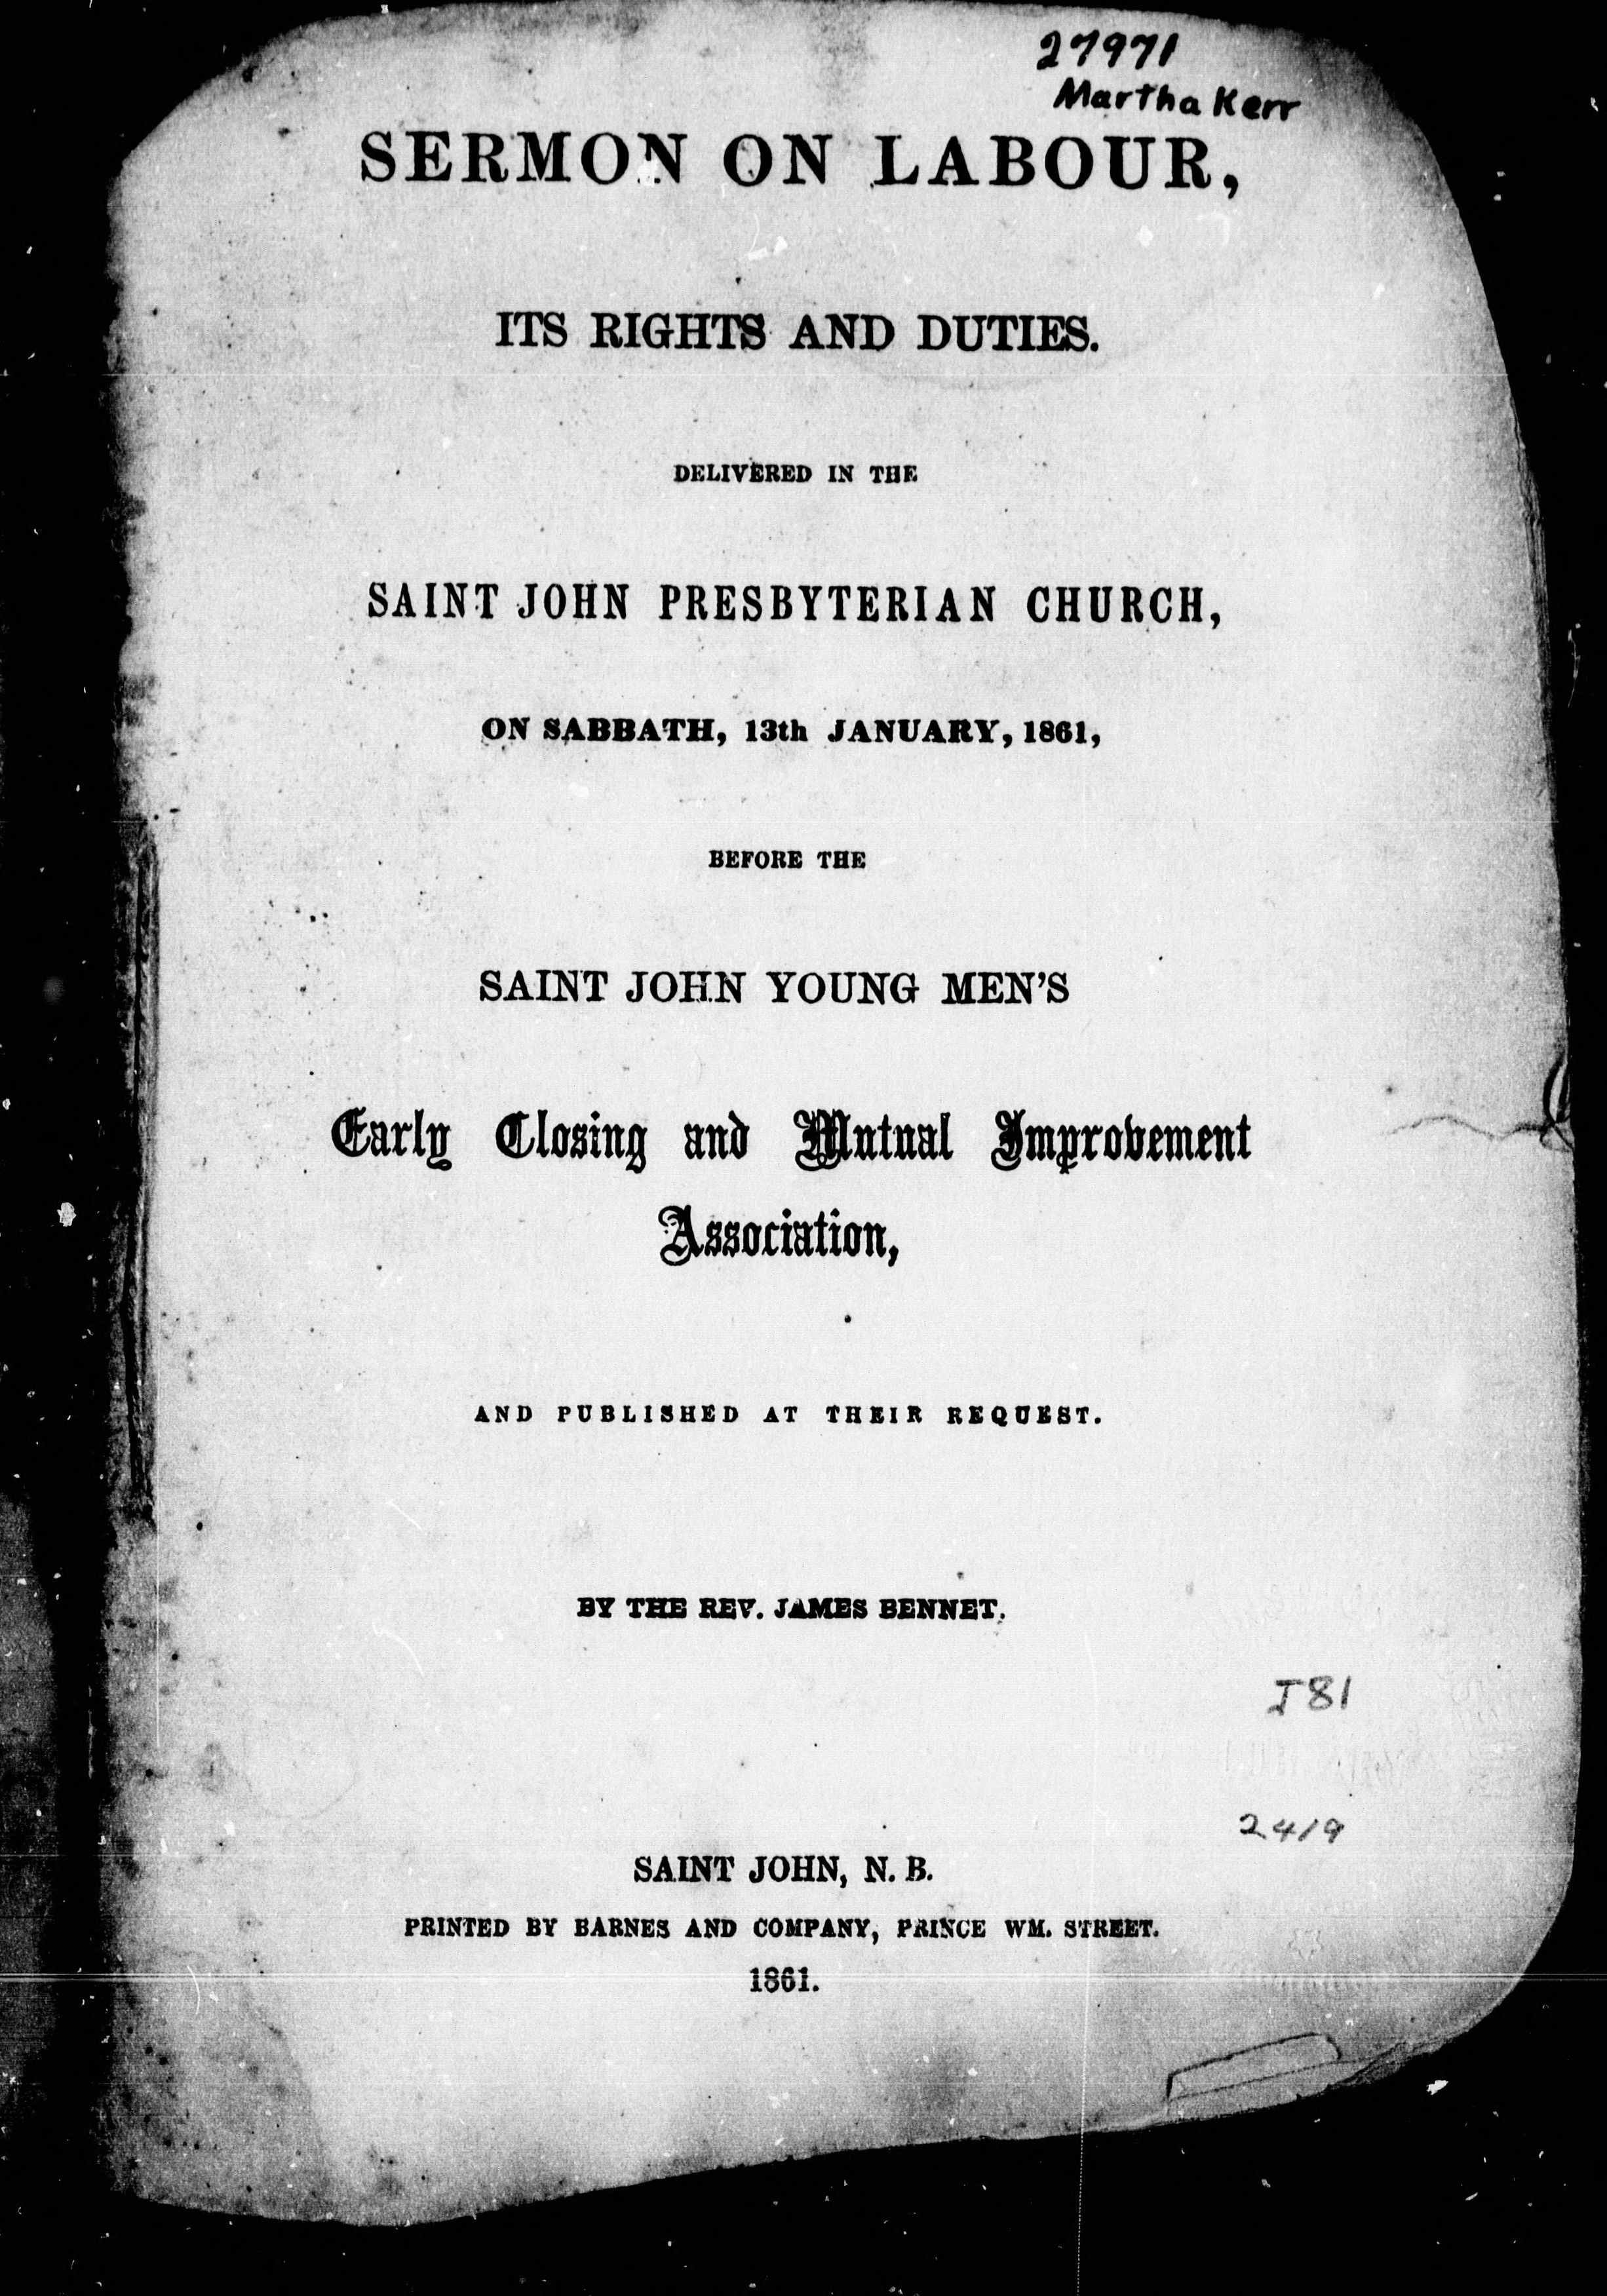 27971
Martha Kerr
SERMON ON LABOUR,
ITS RIGHTS AND DUTIES.
DELIVERED IN THE
SAINT JOHN PRESBYTERIAN CHURCH,
ON SABBATH, 13th JANUARY, 1861,
BEFORE THE
SAINT JOHN YOUNG MEN'S
Early Closing and Mutual Improvement
Association,
AND PUBLISHED AT THEIR REQUEST.
BY THE REV. JAMES BENNET.
J81
2419
SAINT JOHN, N. B.
PRINTED BY BARNES AND COMPANY, PRINCE WM. STREET.
1861.